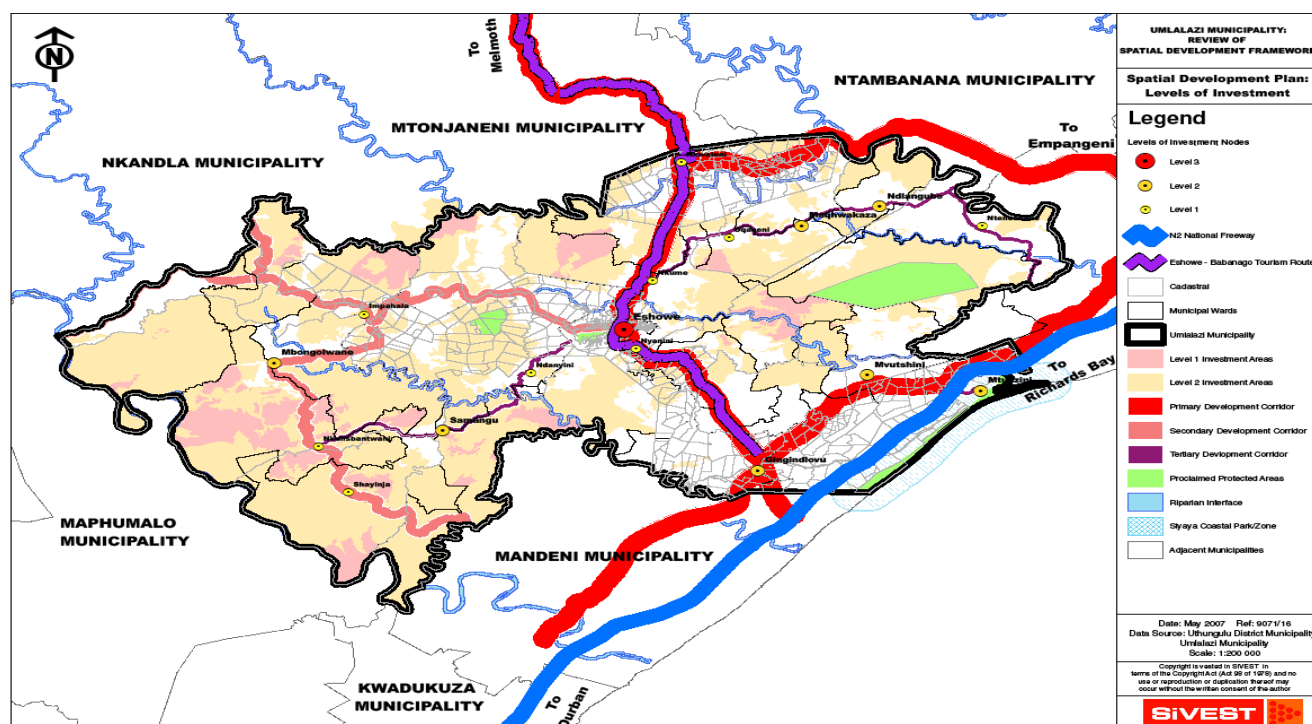 To
Melmoth
N
NTAMBANANA MUNICIPALITY
MTONJANENI MUNICIPALITY
To
Empangeni
NKANDLA MUNICIPALITY
Ndlangubo
Nkume
Impahala
Eshowe
Nyanini
Mbongolwane
Ndanyini
Mvutshini
To
Richards Bay
Samangu
Gingindlovu
Shayinja
MAPHUMALO
MUNICIPALITY
MANDENI MUNICIPALITY
KWADUKUZA
MUNICIPALITY
To
Durban
UMLALAZI MUNICIPALITY:
REVIEW OF
SPATIAL DEVELOPMENT FRAMEWORK
Spatial Development Plan:
Levels of Investment
Legend
Levels of Investment Nodes
Level 3
Level 2
Level 1
N2 National Freeway
Eshowe - Babanago Tourism Route
Cadastral
Municipal Wards
Umlalazi Municipality
Level 1 Investment Areas
Level 2 Investment Areas
Primary Development Corridor
Secondary Development Corridor
Tertiary Devlopment Corridor
Proclaimed Protected Areas
Riparian Interface
Siyaya Coastal Park/Zone
Adjacent Municipalities
Date: May 2007 Ref: 9071/16
Data Source: Uthungulu District Municipality
Umlalazi Municipality
Scale: 1:200 000
Copyright is vested in SiVEST in
terms of the Copyright Act (Act 98 of 1978) and no
use or reproduction or duplication thereof may
occur without the written consent of the author
SiVEST